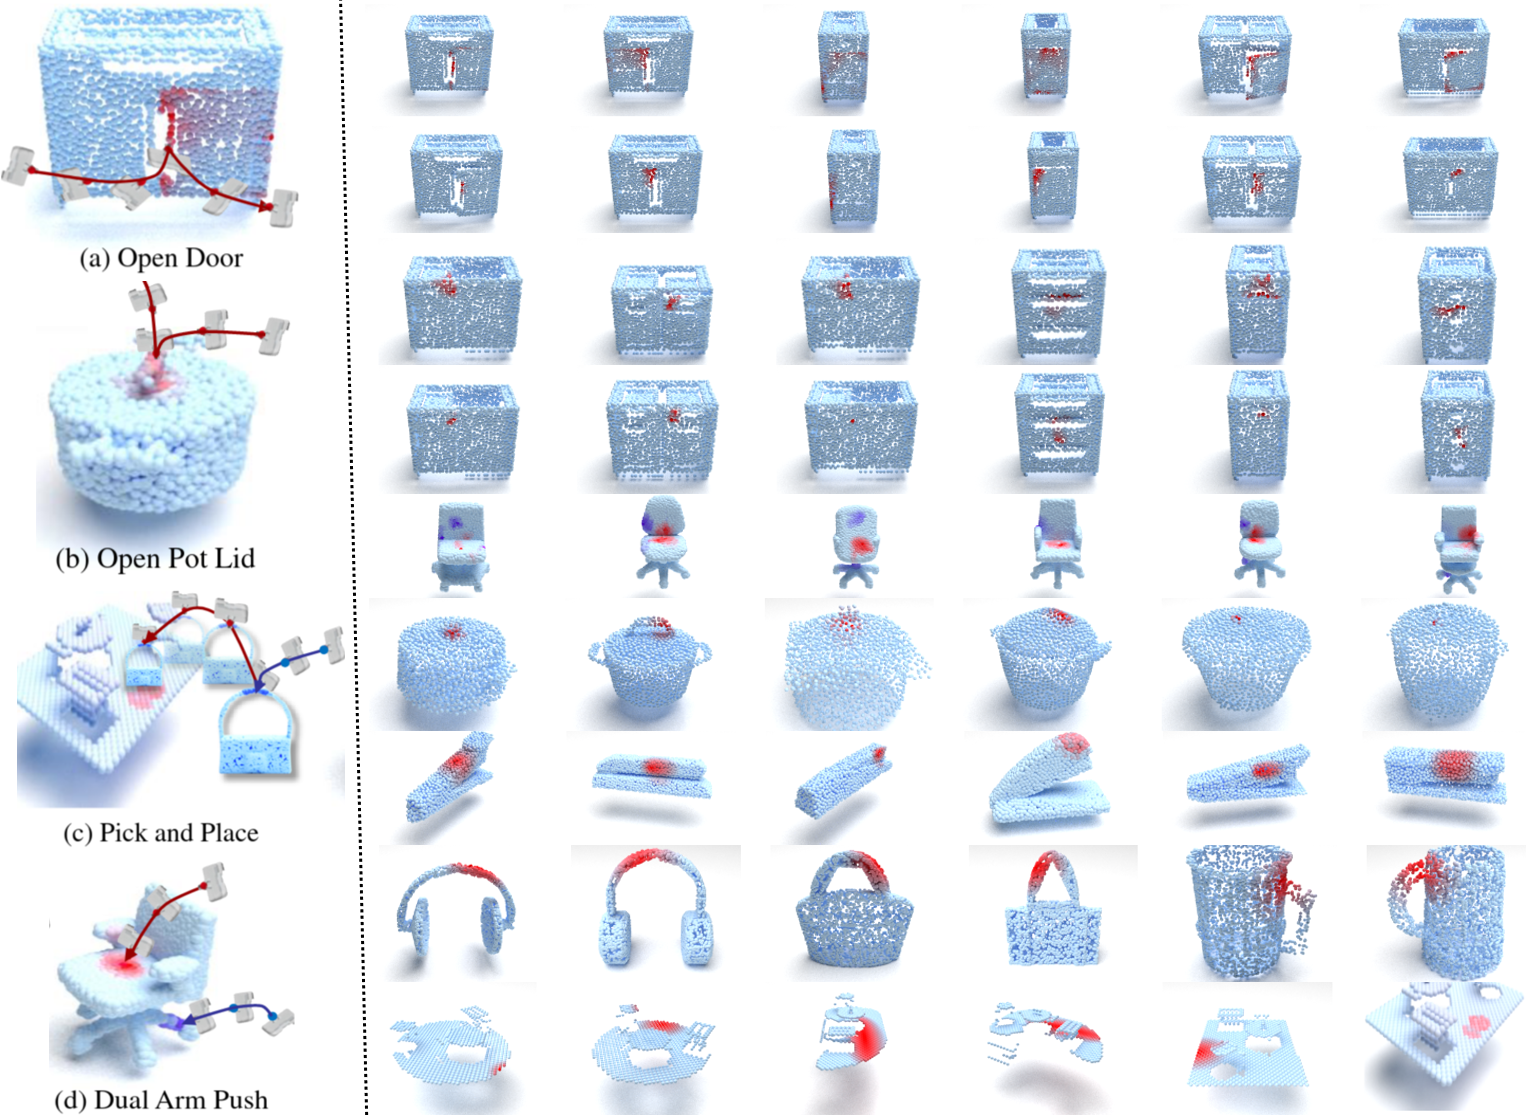 (a) Open Door
(b) Open Pot Lid
(c) Pick and Place
(d) Dual Arm Push